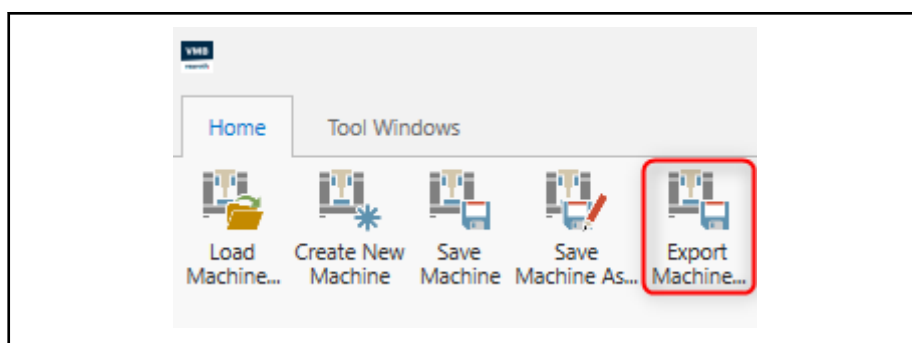 VMB
Home Tool Windows
Load Create New Save Save Export
Machine... Machine Machine Machine As... Machine...